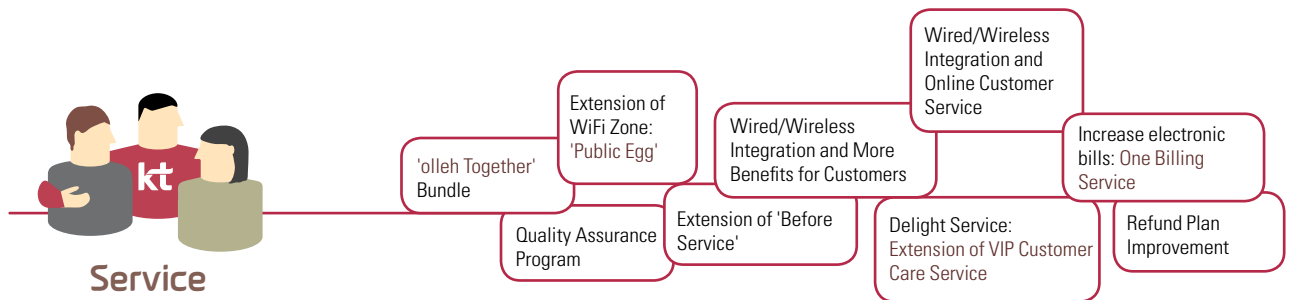 kt
Service
'olleh Together'
Bundle
Quality Assurance
Program
Extension of
WiFi Zone:
'Public Egg'
Extension of 'Before
Service'
Wired/Wireless
Integration and More
Benefits for Customers
Wired/Wireless
Integration and
Online Customer
Service
Delight Service:
Extension of VIP Customer
Care Service
Increase electronic
bills: One Billing
Service
Refund Plan
Improvement